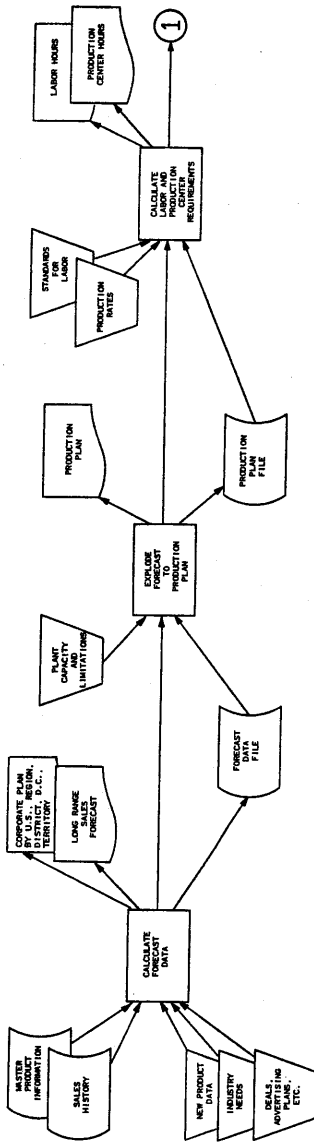 MASTER
PRODUCT
INFORMATION
SALES
HISTORY
NEW PRODUCT
DATA
INDUSTRY
NEEDS
DEALS,
ADVERTISING
PLANS,
ETC.
CALCULATE
FORECAST
DATA
CORPORATE PLAN
BY U.S., REGION,
DISTRICT, D.C.,
TERRITORY
LONG RANGE
SALES
FORECAST
FORECAST
DATA
FILE
PLANT
CAPACITY
AND
LIMITATIONS
EXPLODE
FORECAST
TO
PRODUCTION
PLAN
PRODUCTION
PLAN
PRODUCTION
PLAN
FILE
STANDARDS
FOR
LABOR
PRODUCTION
RATES
CALCULATE
LABOR AND
PRODUCTION
CENTER
REQUIREMENTS
LABOR HOURS
PRODUCTION
CENTER HOURS
1